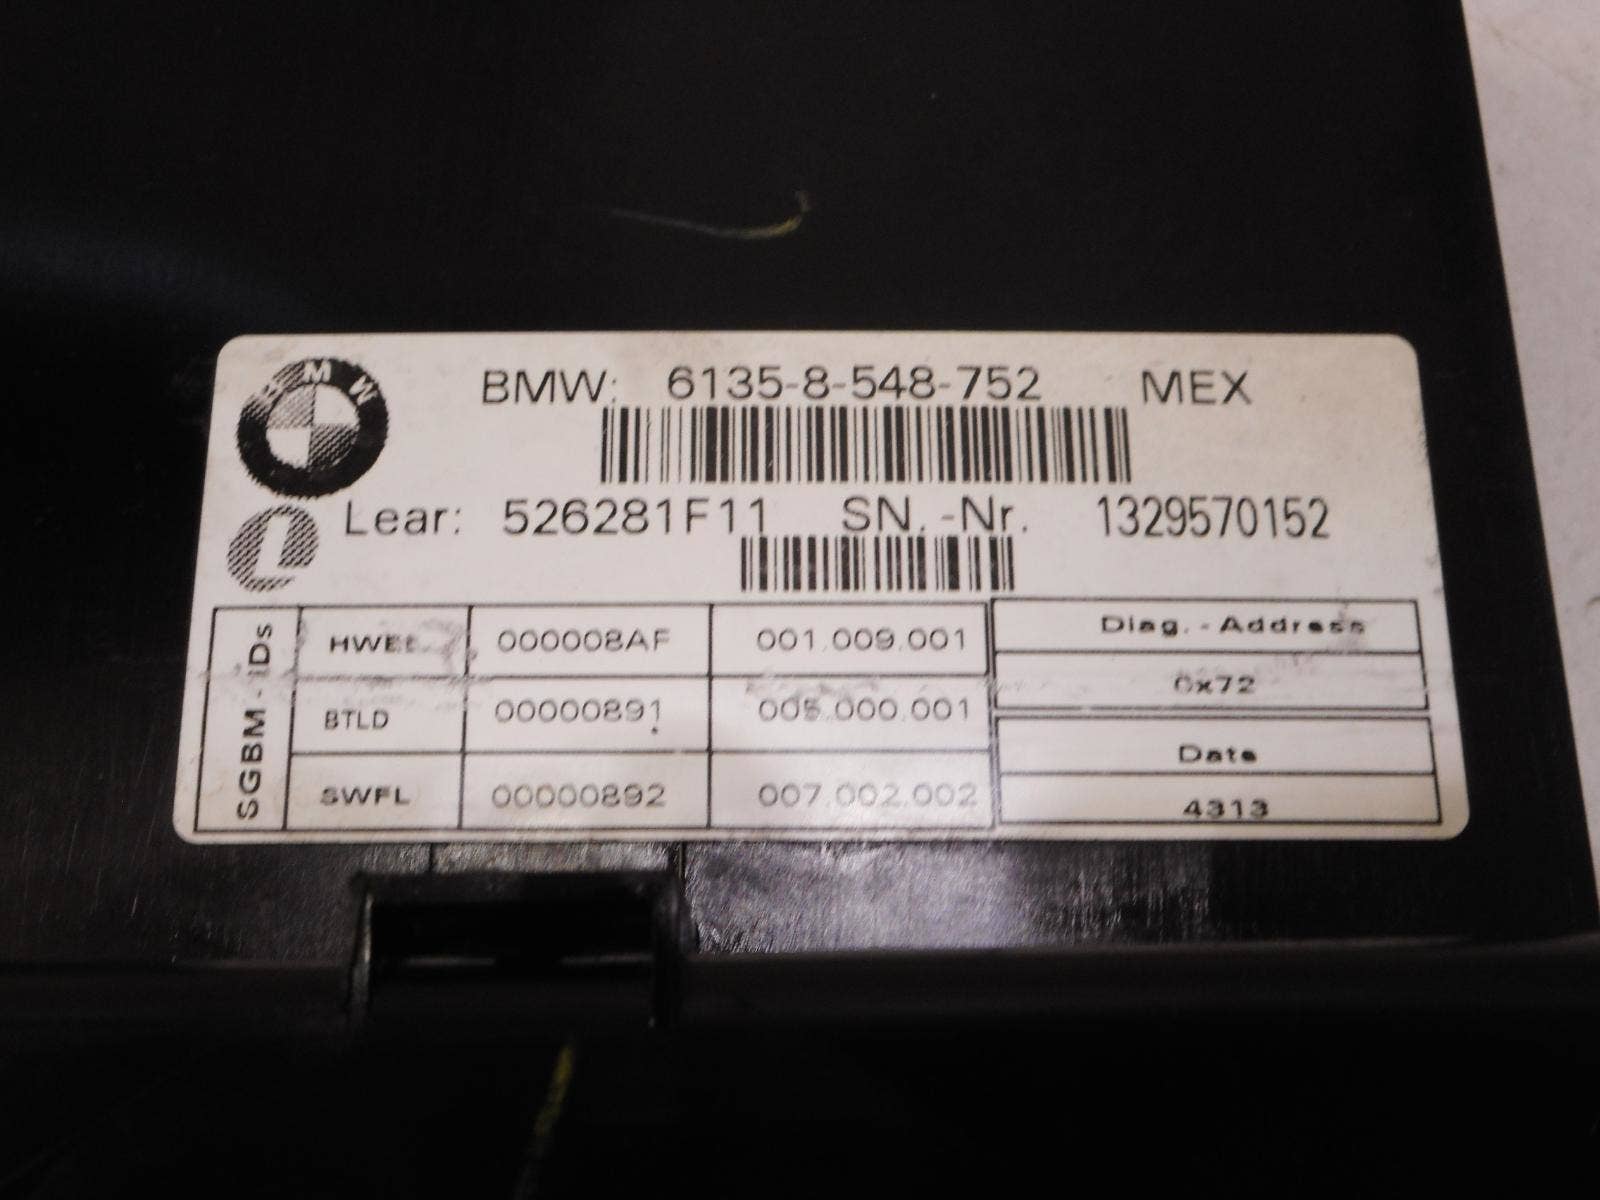 BMW
BMW: 6135-8-548-752 MEX
Lear: 526281F11 SN.-Nr. 1329570152
SGBM-IDs
000008AF 001.009.001
BTLD 00000891 005.000.001
SWFL 00000892 007.002.002
Diag.-Address
0x72
Date
4313